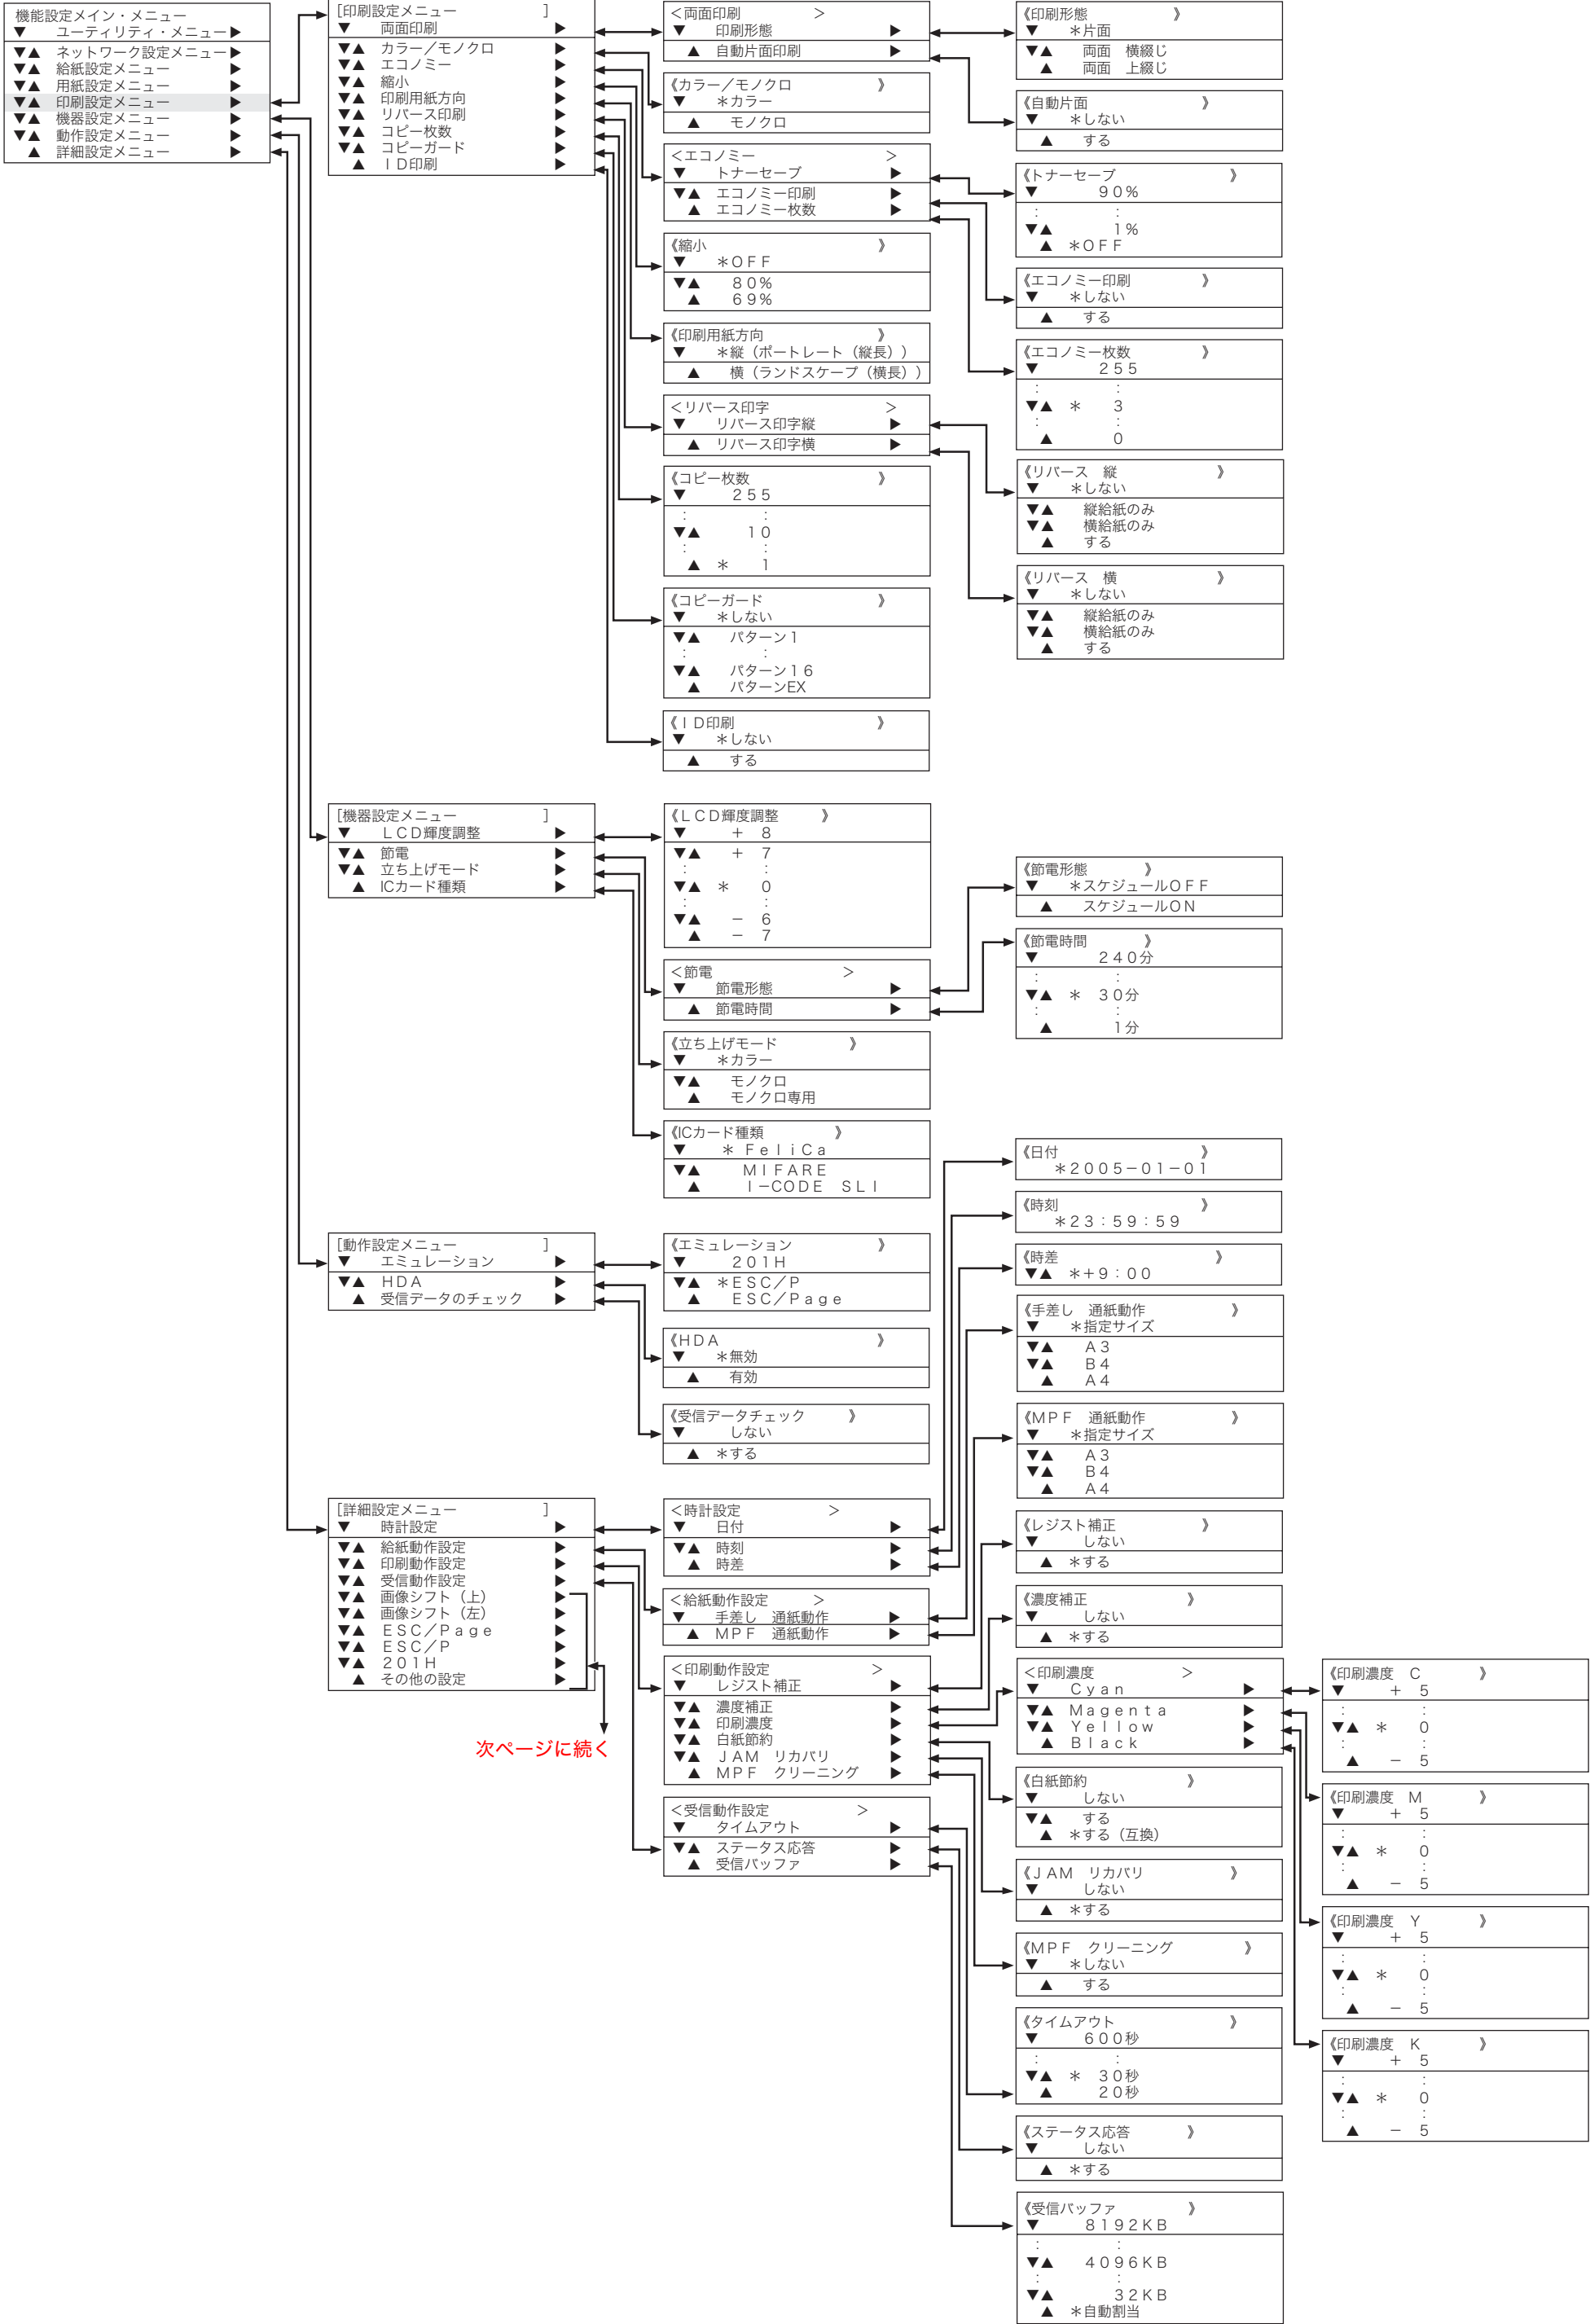 機能設定メイン・メニュー
▼ ユーティリティ・メニュー▶
▼▲ ネットワーク設定メニュー▶
▼▲ 給紙設定メニュー ▶
▼▲ 用紙設定メニュー ▶
▼▲ 印刷設定メニュー ▶
▼▲ 機器設定メニュー ▶
▼▲ 動作設定メニュー ▶
▲ 詳細設定メニュー ▶
[印刷設定メニュー ]
▼ 両面印刷 ▶
▼▲ カラー／モノクロ ▶
▼▲ エコノミー ▶
▼▲ 縮小 ▶
▼▲ 印刷用紙方向 ▶
▼▲ リバース印刷 ▶
▼▲ コピー枚数 ▶
▼▲ コピーガード ▶
▲ ＩＤ印刷 ▶
＜両面印刷 ＞
▼ 印刷形態 ▶
▲ 自動片面印刷 ▶
《カラー／モノクロ 》
▼ ＊カラー
▲ モノクロ
＜エコノミー ＞
▼ トナーセーブ ▶
▼▲ エコノミー印刷 ▶
▲ エコノミー枚数 ▶
《縮小 》
▼ ＊ＯＦＦ
▼▲ ８０％
▲ ６９％
《印刷用紙方向 》
▼ ＊縦（ポートレート（縦長））
▲ 横（ランドスケープ（横長））
＜リバース印字 ＞
▼ リバース印字縦 ▶
▲ リバース印字横 ▶
《コピー枚数 》
▼ ２５５
： ：
▼▲ １０
： ：
▲ ＊ １
《コピーガード 》
▼ ＊しない
▼▲ パターン１
： ：
▼▲ パターン１６
▲ パターンEX
《ＩＤ印刷 》
▼ ＊しない
▲ する
《印刷形態 》
▼ ＊片面
▼▲ 両面 横綴じ
▲ 両面 上綴じ
《自動片面 》
▼ ＊しない
▲ する
《トナーセーブ 》
▼ ９０％
： ：
▼▲ １％
▲ ＊ＯＦＦ
《エコノミー印刷 》
▼ ＊しない
▲ する
《エコノミー枚数 》
▼ ２５５
： ：
▼▲ ＊ ３
： ：
▲ ０
《リバース 縦 》
▼ ＊しない
▼▲ 縦給紙のみ
▼▲ 横給紙のみ
▲ する
《リバース 横 》
▼ ＊しない
▼▲ 縦給紙のみ
▼▲ 横給紙のみ
▲ する
[機器設定メニュー ]
▼ ＬＣＤ輝度調整 ▶
▼▲ 節電 ▶
▼▲ 立ち上げモード ▶
▲ ICカード種類 ▶
《ＬＣＤ輝度調整 》
▼ ＋ ８
▼▲ ＋ ７
： ：
▼▲ ＊ ０
： ：
▼▲ － ６
▲ － ７
＜節電 ＞
▼ 節電形態 ▶
▲ 節電時間 ▶
《立ち上げモード 》
▼ ＊カラー
▼▲ モノクロ
▲ モノクロ専用
《ICカード種類 》
▼ ＊ ＦｅｌｉＣａ
▼▲ ＭＩＦＡＲＥ
▲ Ｉ－ＣＯＤＥ ＳＬＩ
《節電形態 》
▼ ＊スケジュールＯＦＦ
▲ スケジュールＯＮ
《節電時間 》
▼ ２４０分
： ：
▼▲ ＊ ３０分
： ：
▲ １分
[動作設定メニュー ]
▼ エミュレーション ▶
▼▲ ＨＤＡ ▶
▲ 受信データのチェック ▶
《エミュレーション 》
▼ ２０１Ｈ
▼▲ ＊ＥＳＣ／Ｐ
▲ ＥＳＣ／Ｐａｇｅ
《ＨＤＡ 》
▼ ＊無効
▲ 有効
《受信データチェック 》
▼ しない
▲ ＊する
[詳細設定メニュー ]
▼ 時計設定 ▶
▼▲ 給紙動作設定 ▶
▼▲ 印刷動作設定 ▶
▼▲ 受信動作設定 ▶
▼▲ 画像シフト（上） ▶
▼▲ 画像シフト（左） ▶
▼▲ ＥＳＣ／Ｐａｇｅ ▶
▼▲ ＥＳＣ／Ｐ ▶
▼▲ ２０１Ｈ ▶
▲ その他の設定 ▶
次ページに続く
＜時計設定 ＞
▼ 日付 ▶
▼▲ 時刻 ▶
▲ 時差 ▶
＜給紙動作設定 ＞
▼ 手差し 通紙動作 ▶
▲ ＭＰＦ 通紙動作 ▶
＜印刷動作設定 ＞
▼ レジスト補正 ▶
▼▲ 濃度補正 ▶
▼▲ 印刷濃度 ▶
▼▲ 白紙節約 ▶
▼▲ ＪＡＭ リカバリ ▶
▲ ＭＰＦ クリーニング ▶
＜受信動作設定 ＞
▼ タイムアウト ▶
▼▲ ステータス応答 ▶
▲ 受信バッファ ▶
《日付 》
＊２００５－０１－０１
《時刻 》
＊２３：５９：５９
《時差 》
▼▲ ＊＋９：００
《手差し 通紙動作 》
▼ ＊指定サイズ
▼▲ Ａ３
▼▲ Ｂ４
▲ Ａ４
《ＭＰＦ 通紙動作 》
▼ ＊指定サイズ
▼▲ Ａ３
▼▲ Ｂ４
▲ Ａ４
《レジスト補正 》
▼ しない
▲ ＊する
《濃度補正 》
▼ しない
▲ ＊する
＜印刷濃度 ＞
▼ Ｃｙａｎ ▶
▼▲ Ｍａｇｅｎｔａ ▶
▼▲ Ｙｅｌｌｏｗ ▶
▲ Ｂｌａｃｋ ▶
《白紙節約 》
▼ しない
▼▲ する
▲ ＊する（互換）
《ＪＡＭ リカバリ 》
▼ しない
▲ ＊する
《ＭＰＦ クリーニング 》
▼ ＊しない
▲ する
《タイムアウト 》
▼ ６００秒
： ：
▼▲ ＊ ３０秒
▲ ２０秒
《ステータス応答 》
▼ しない
▲ ＊する
《受信バッファ 》
▼ ８１９２ＫＢ
： ：
▼▲ ４０９６ＫＢ
： ：
▼▲ ３２ＫＢ
▲ ＊自動割当
《印刷濃度 Ｃ 》
▼ ＋ ５
： ：
▼▲ ＊ ０
： ：
▲ － ５
《印刷濃度 Ｍ 》
▼ ＋ ５
： ：
▼▲ ＊ ０
： ：
▲ － ５
《印刷濃度 Ｙ 》
▼ ＋ ５
： ：
▼▲ ＊ ０
： ：
▲ － ５
《印刷濃度 Ｋ 》
▼ ＋ ５
： ：
▼▲ ＊ ０
： ：
▲ － ５